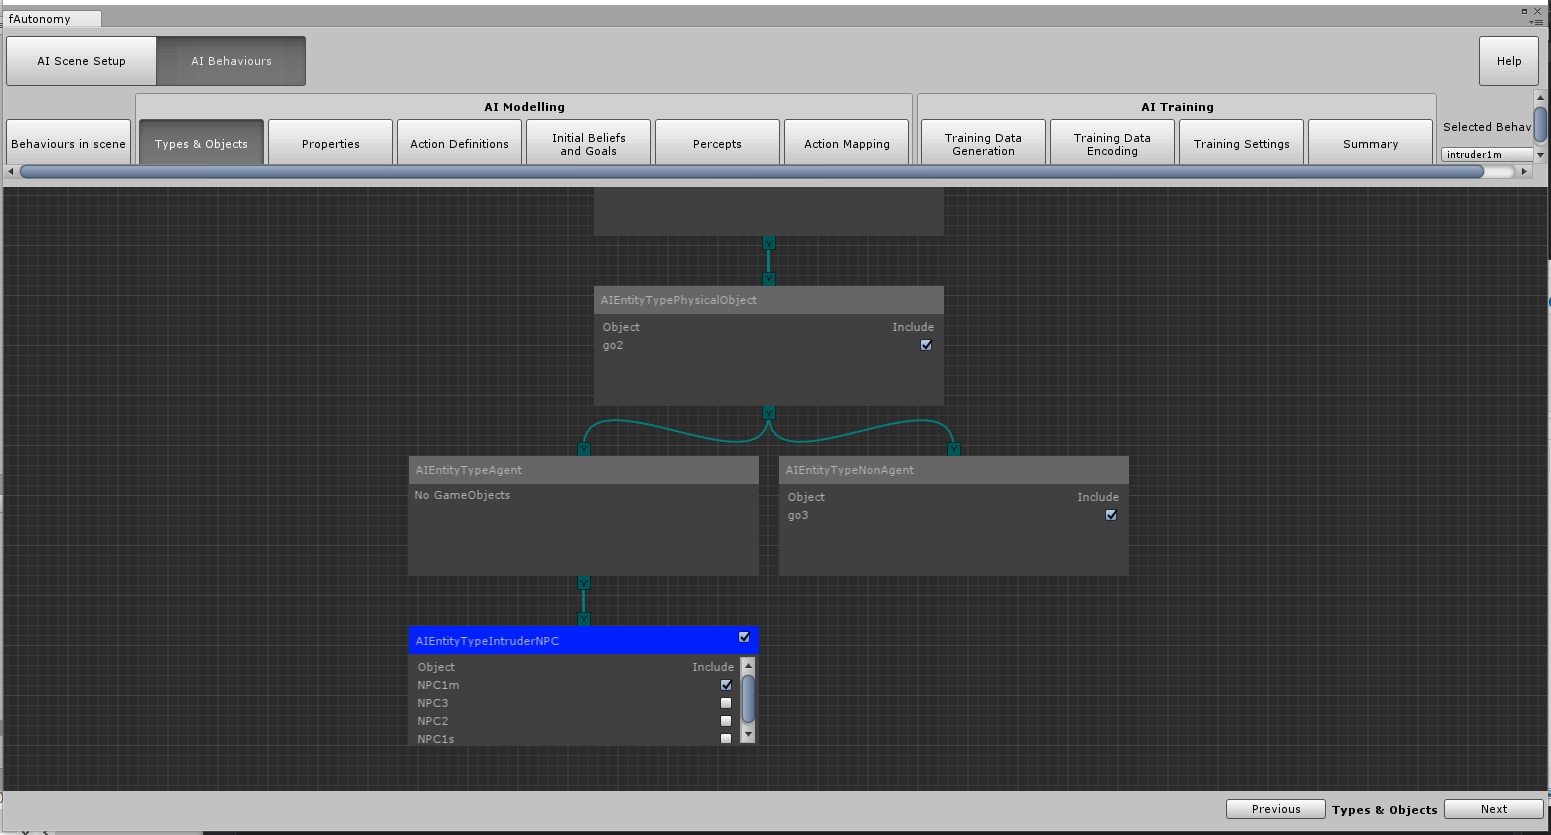 fAutonomy
AI Scene Setup
AI Behaviours
Help
AI Modelling
AI Training
Behaviours in scene
Types & Objects
Properties
Action Definitions
Initial Beliefs
and Goals
Percepts
Action Mapping
Training Data
Generation
Training Data
Encoding
Training Settings
Summary
Selected Behav
intruder1m
AIEntityTypePhysicalObject
Object Include
go2
AIEntityTypeAgent
No GameObjects
AIEntityTypeNonAgent
Object Include
go3
AIEntityTypeIntruderNPC
Object Include
NPC1m
NPC3
NPC2
NPC1s
Previous
Types & Objects
Next